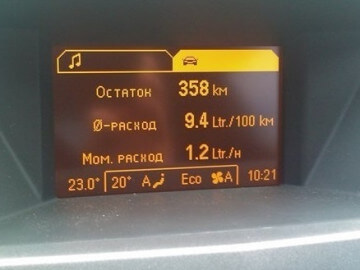 Остаток 358 км
Ø-расход 9.4 Ltr./100 км
Мом. расход 1.2 Ltr./н
23.0° 20° A Eco A 10:21